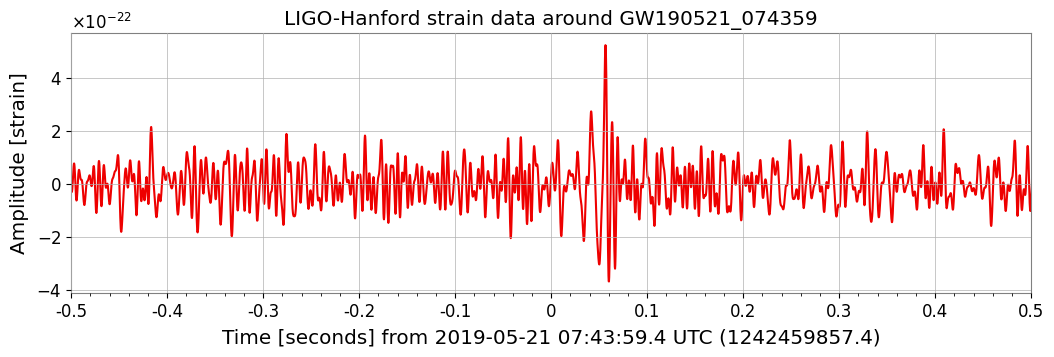 LIGO-Hanford strain data around GW190521_074359
×10⁻²²
Amplitude [strain]
4
2
0
−2
−4
-0.5 -0.4 -0.3 -0.2 -0.1 0 0.1 0.2 0.3 0.4 0.5
Time [seconds] from 2019-05-21 07:43:59.4 UTC (1242459857.4)